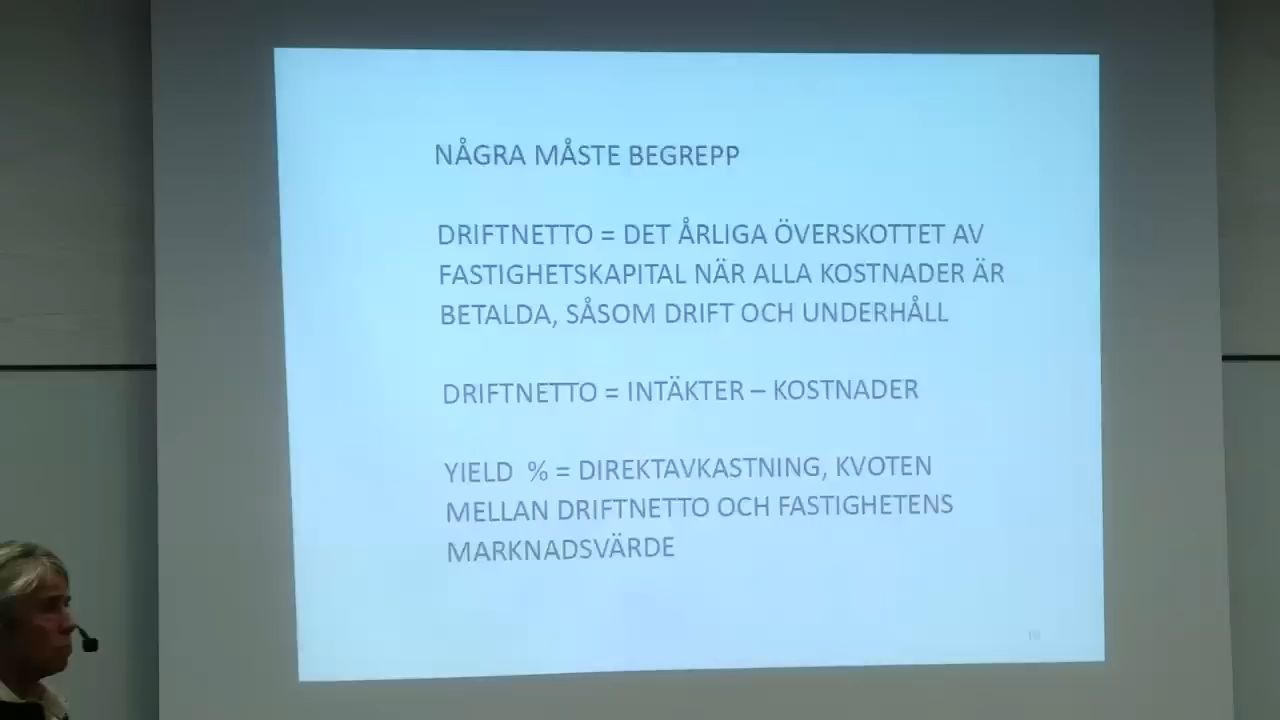 NÅGRA MÅSTE BEGREPP
DRIFTNETTO = DET ÅRLIGA ÖVERSKOTTET AV
FASTIGHETSKAPITAL NÄR ALLA KOSTNADER ÄR
BETALDA, SÅSOM DRIFT OCH UNDERHÅLL
DRIFTNETTO = INTÄKTER – KOSTNADER
YIELD % = DIREKTAVKASTNING, KVOTEN
MELLAN DRIFTNETTO OCH FASTIGHETENS
MARKNADSVÄRDE